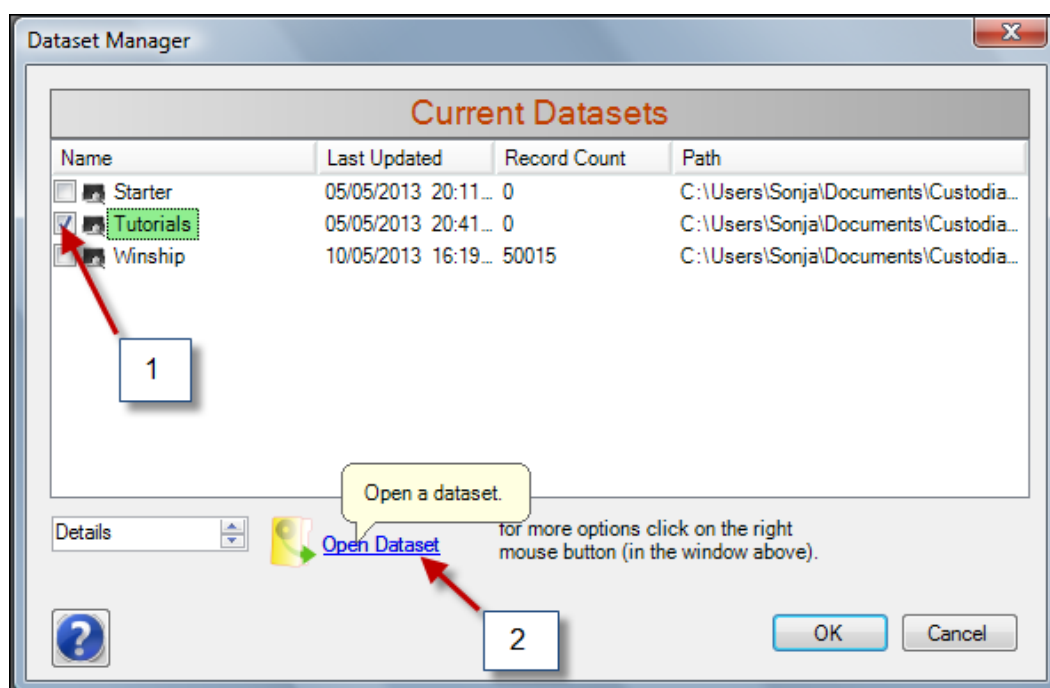 Dataset Manager
X
Current Datasets
Name Last Updated Record Count Path
Starter 05/05/2013 20:11... 0 C:\Users\Sonja\Documents\Custodia...
Tutorials 05/05/2013 20:41... 0 C:\Users\Sonja\Documents\Custodia...
Winship 10/05/2013 16:19... 50015 C:\Users\Sonja\Documents\Custodia...
1
Open a dataset.
Details Open Dataset for more options click on the right
mouse button (in the window above).
?
2
OK Cancel